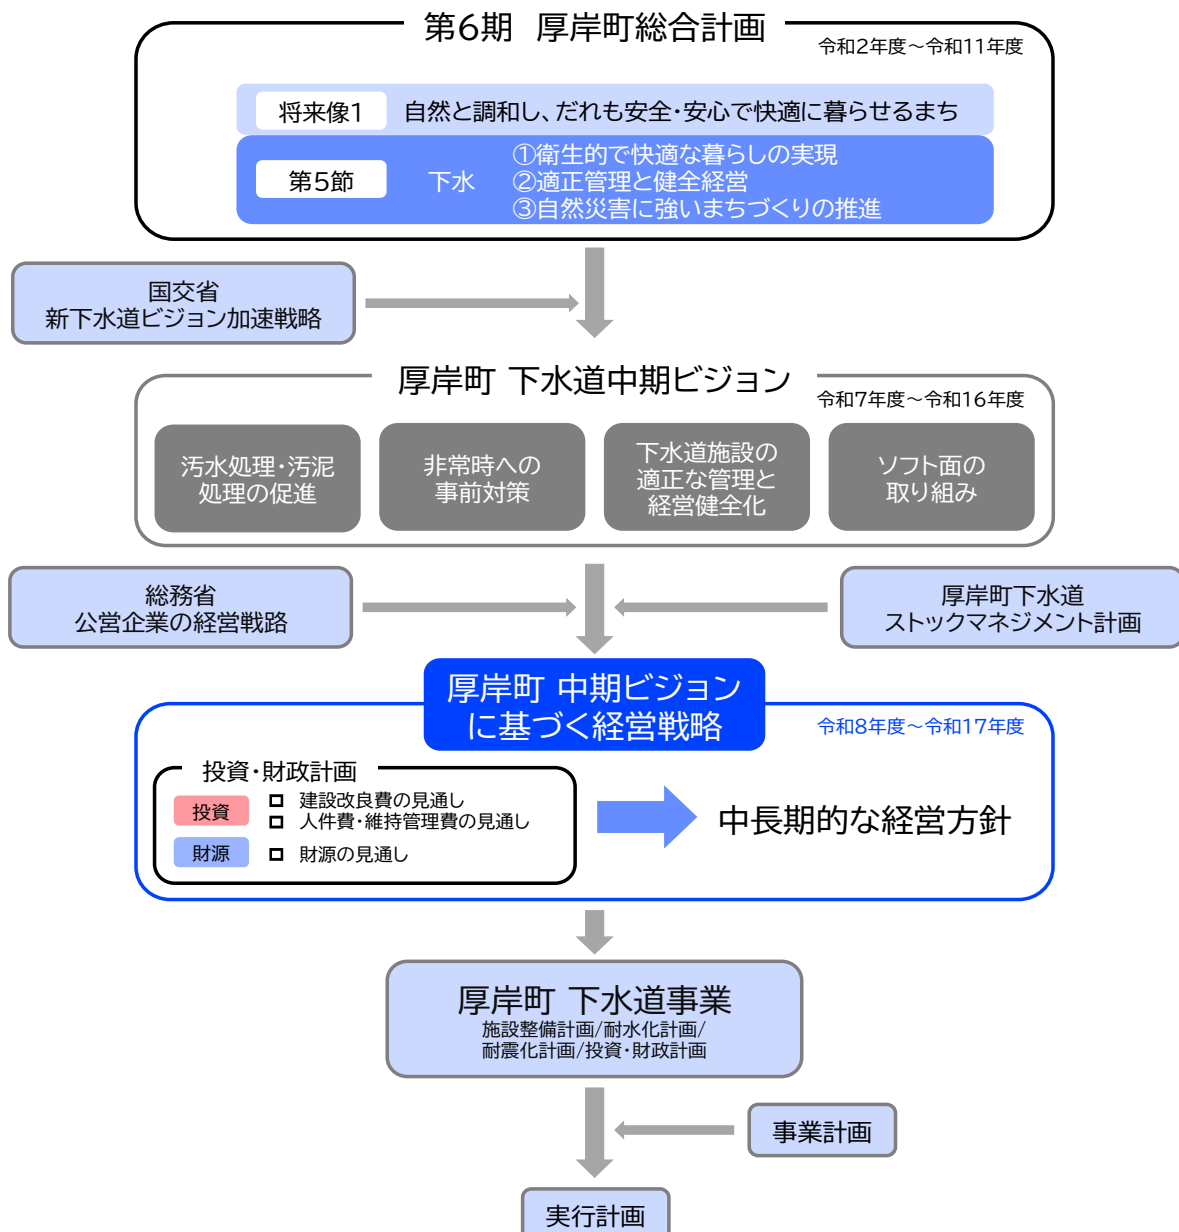 第6期 厚岸町総合計画
令和2年度～令和11年度
将来像1 自然と調和し、だれも安全・安心で快適に暮らせるまち
第5節 下水
①衛生的で快適な暮らしの実現
②適正管理と健全経営
③自然災害に強いまちづくりの推進
国交省
新下水道ビジョン加速戦略
厚岸町 下水道中期ビジョン
令和7年度～令和16年度
汚水処理・汚泥
処理の促進
非常時への
事前対策
下水道施設の
適正な管理と
経営健全化
ソフト面の
取り組み
総務省
公営企業の経営戦路
厚岸町下水道
ストックマネジメント計画
厚岸町 中期ビジョン
に基づく経営戦略
令和8年度～令和17年度
投資・財政計画
投資
建設改良費の見通し
人件費・維持管理費の見通し
財源
財源の見通し
中長期的な経営方針
厚岸町 下水道事業
施設整備計画/耐水化計画/
耐震化計画/投資・財政計画
事業計画
実行計画